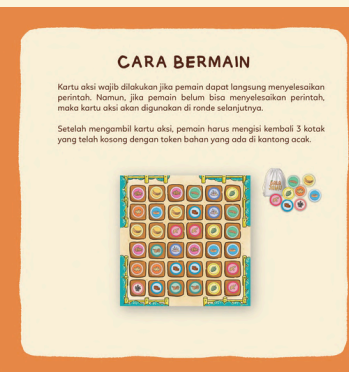 CARA BERMAIN
Kartu aksi wajib dilakukan jika pemain dapat langsung menyelesaikan
perintah. Namun, jika pemain belum bisa menyelesaikan perintah,
maka kartu aksi akan digunakan di ronde selanjutnya.
Setelah mengambil kartu aksi, pemain harus mengisi kembali 3 kotak
yang telah kosong dengan token bahan yang ada di kantong acak.